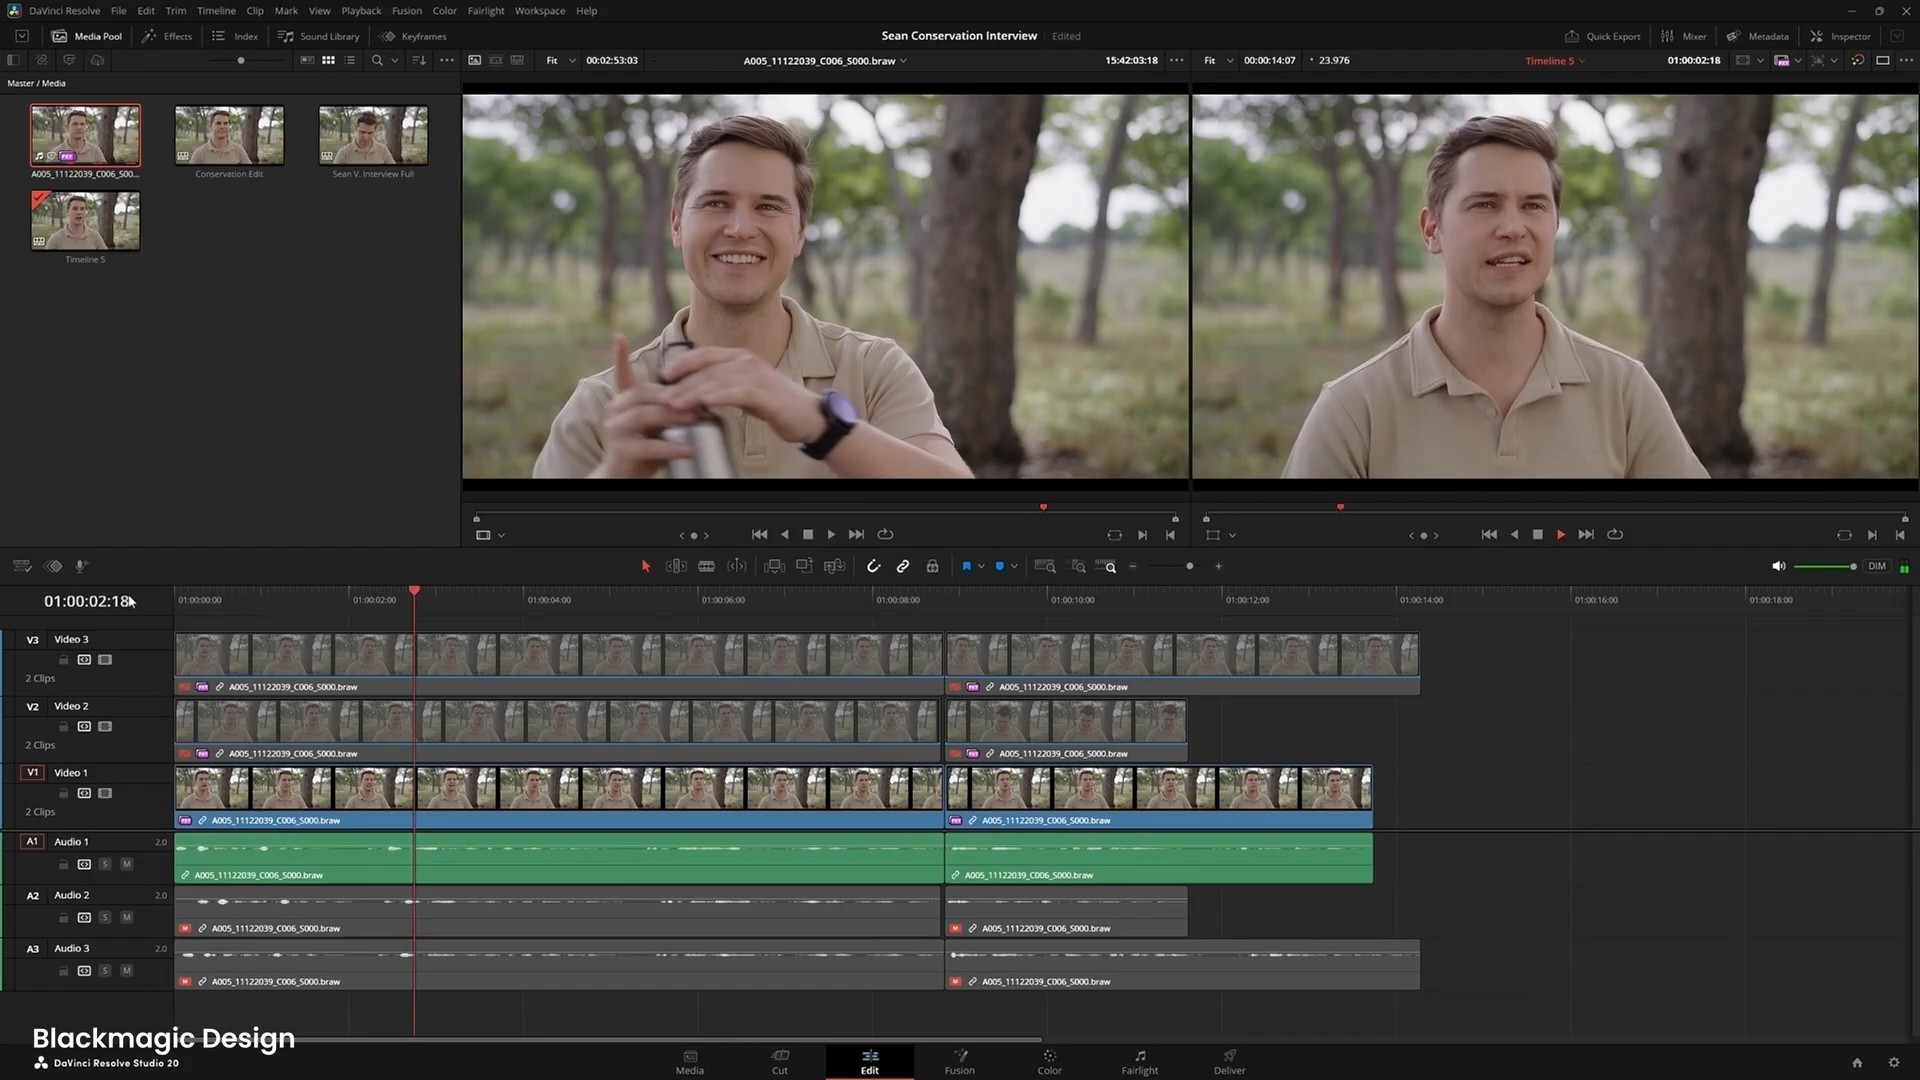 DaVinci Resolve File Edit Trim Timeline Clip Mark View Playback Fusion Color Fairlight Workspace Help
Media Pool Effects Index Sound Library Keyframes Sean Conservation Interview Edited Quick Export Mixer Metadata Inspector
Fit 00:02:53:03 A005_11122039_C006_S000.braw 15:42:03:18 Fit 00:00:14:07 23.976 Timeline 5 01:00:02:18
Master / Media
A005_11122039_C006_S00... Conservation Edit Sean V. Interview Full
Timeline 5
DIM
01:00:02:18 01:00:00:00 01:00:02:00 01:00:04:00 01:00:06:00 01:00:08:00 01:00:10:00 01:00:12:00 01:00:14:00 01:00:16:00 01:00:18:00
V3 Video 3
2 Clips
A005_11122039_C006_S000.braw A005_11122039_C006_S000.braw
V2 Video 2
2 Clips
A005_11122039_C006_S000.braw A005_11122039_C006_S000.braw
V1 Video 1
2 Clips
A005_11122039_C006_S000.braw A005_11122039_C006_S000.braw
A1 Audio 1 2.0
S M
A005_11122039_C006_S000.braw A005_11122039_C006_S000.braw
A2 Audio 2 2.0
S M
M A005_11122039_C006_S000.braw M A005_11122039_C006_S000.braw
A3 Audio 3 2.0
S M
M A005_11122039_C006_S000.braw M A005_11122039_C006_S000.braw
Blackmagic Design
DaVinci Resolve Studio 20
Media Cut Edit Fusion Color Fairlight Deliver